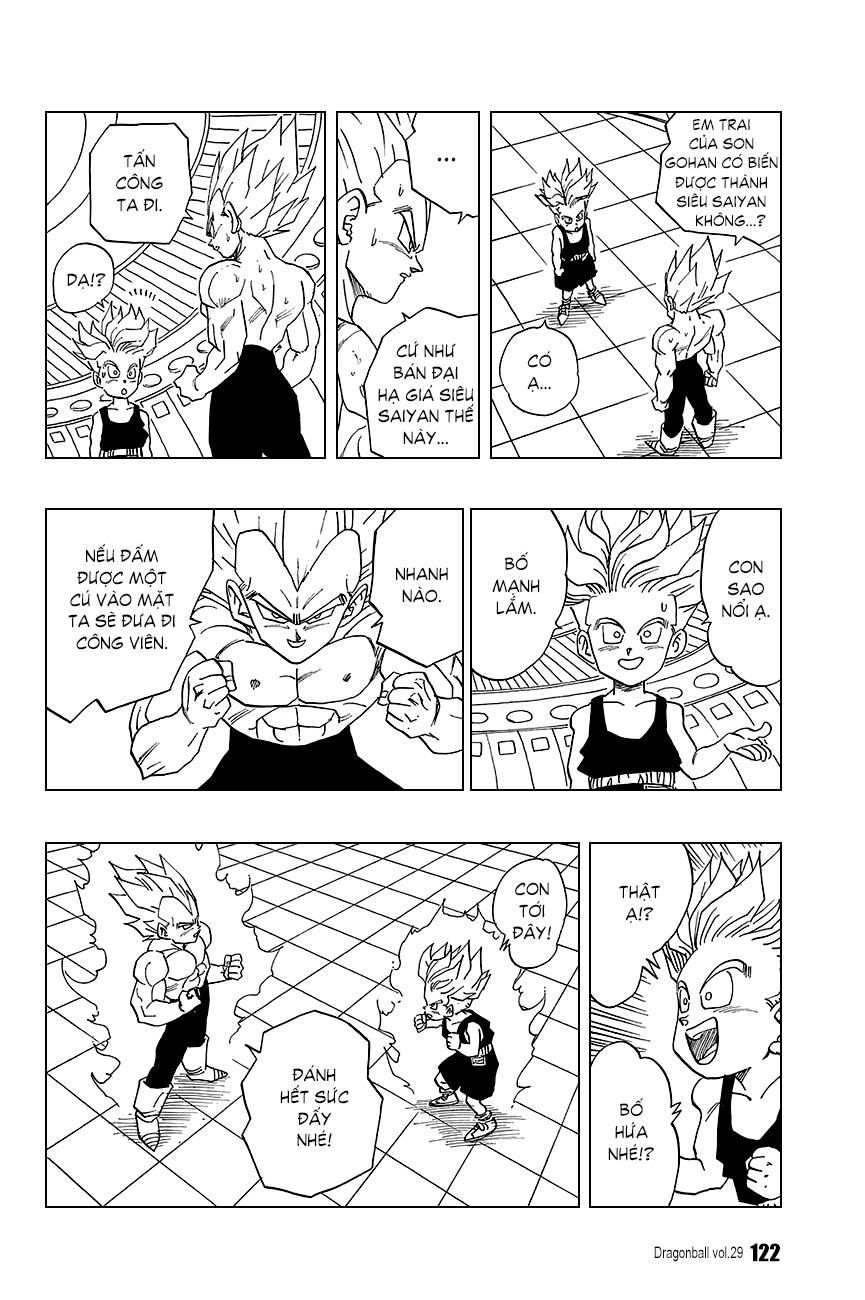 EM TRAI
CỦA SON
GOHAN CÓ BIẾN
ĐƯỢC THÀNH
SIÊU SAIYAN
KHÔNG...?
CÓ
Ạ...
...
CỨ NHƯ
BÁN ĐẠI
HẠ GIÁ SIÊU
SAIYAN THẾ
NÀY...
TẤN
CÔNG
TA ĐI.
DẠ!?
CON
SAO
NỔI Ạ.
BỐ
MẠNH
LẮM.
NHANH
NÀO.
NẾU ĐẤM
ĐƯỢC MỘT
CÚ VÀO MẶT
TA SẼ ĐƯA ĐI
CÔNG VIÊN.
THẬT
Ạ!?
BỐ
HỨA
NHÉ!?
CON
TỚI
ĐÂY!
ĐÁNH
HẾT SỨC
ĐẤY
NHÉ!
Dragonball vol.29 122